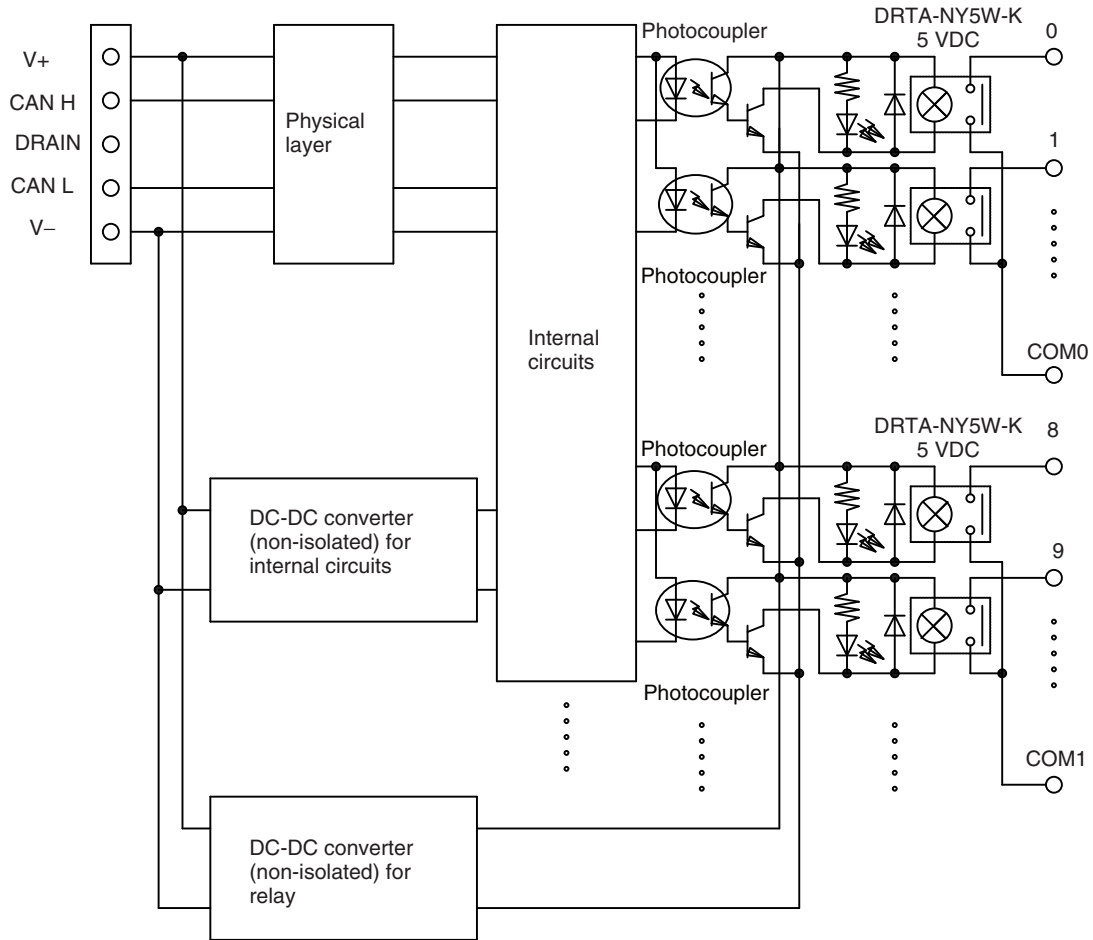 V+
CAN H
DRAIN
CAN L
V−
Physical
layer
Internal
circuits
Photocoupler
DRTA-NY5W-K
5 VDC
0
1
Photocoupler
COM0
Photocoupler
DRTA-NY5W-K
5 VDC
8
9
Photocoupler
COM1
DC-DC converter
(non-isolated) for
internal circuits
DC-DC converter
(non-isolated) for
relay